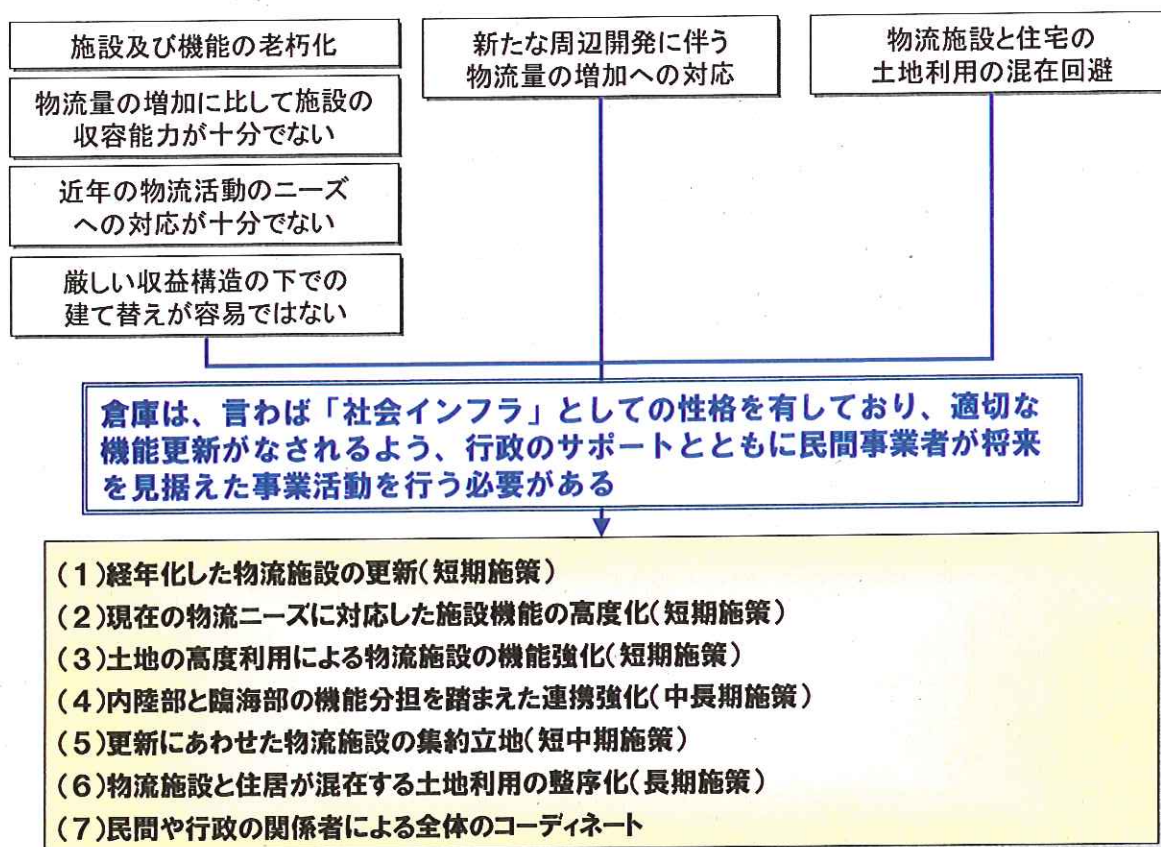 施設及び機能の老朽化
物流量の増加に比して施設の
収容能力が十分でない
近年の物流活動のニーズ
への対応が十分でない
厳しい収益構造の下での
建て替えが容易ではない
新たな周辺開発に伴う
物流量の増加への対応
物流施設と住宅の
土地利用の混在回避
倉庫は、言わば「社会インフラ」としての性格を有しており、適切な
機能更新がなされるよう、行政のサポートとともに民間事業者が将来
を見据えた事業活動を行う必要がある
(1)経年化した物流施設の更新(短期施策)
(2)現在の物流ニーズに対応した施設機能の高度化(短期施策)
(3)土地の高度利用による物流施設の機能強化(短期施策)
(4)内陸部と臨海部の機能分担を踏まえた連携強化(中長期施策)
(5)更新にあわせた物流施設の集約立地(短中期施策)
(6)物流施設と住居が混在する土地利用の整序化(長期施策)
(7)民間や行政の関係者による全体のコーディネート